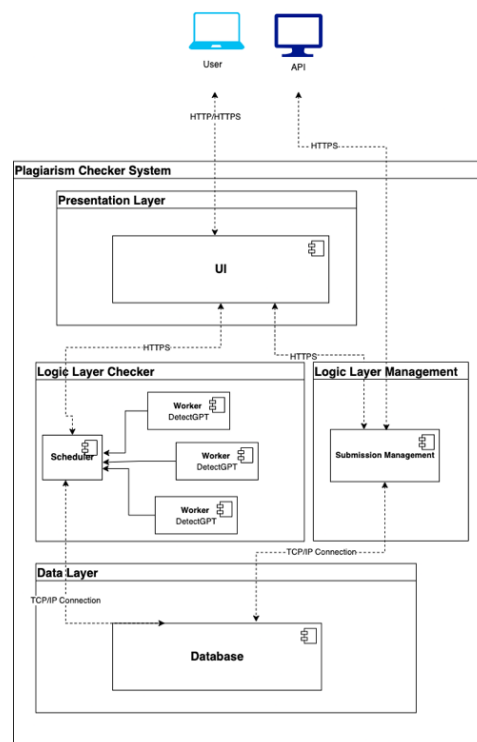 User
API
HTTP/HTTPS
HTTPS
Plagiarism Checker System
Presentation Layer
UI
HTTPS
HTTPS
Logic Layer Checker
Logic Layer Management
Worker
DetectGPT
Scheduler
Worker
DetectGPT
Submission Management
Worker
DetectGPT
TCP/IP Connection
Data Layer
TCP/IP Connection
Database